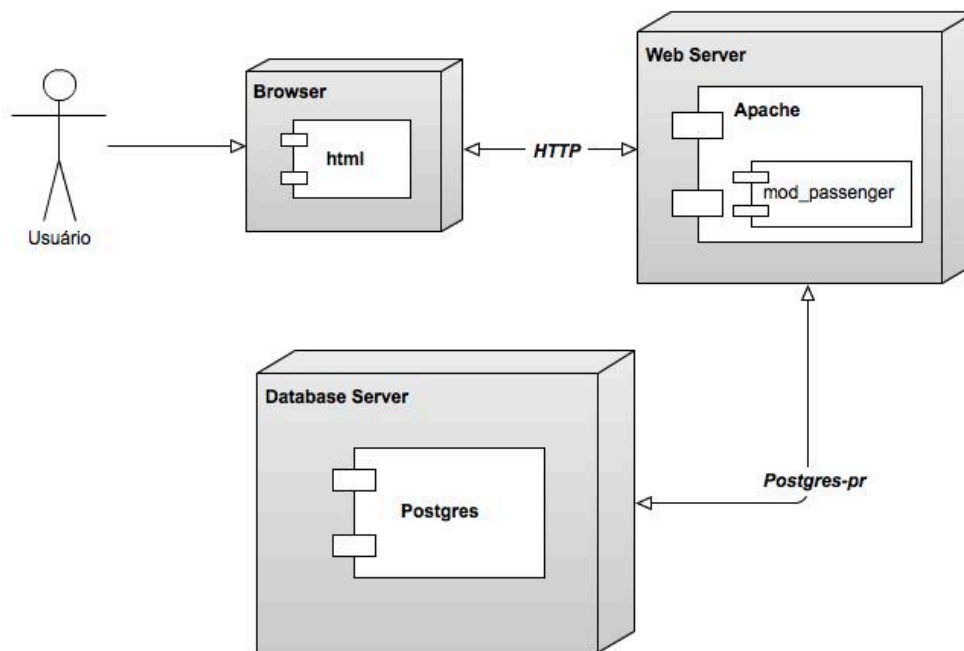 Usuário
Browser
html
HTTP
Web Server
Apache
mod_passenger
Database Server
Postgres
Postgres-pr